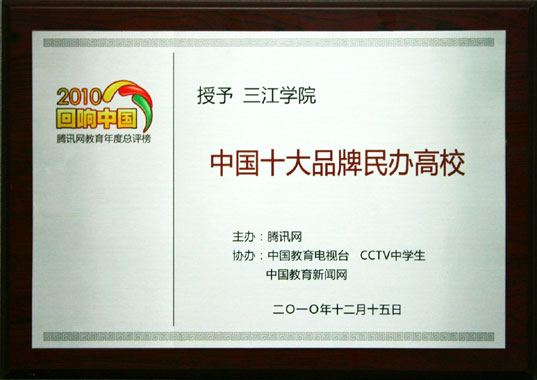 2010
回响中国
腾讯网教育年度总评榜
授予 三江学院
中国十大品牌民办高校
主办：腾讯网
协办：中国教育电视台 CCTV中学生
中国教育新闻网
二〇一〇年十二月十五日